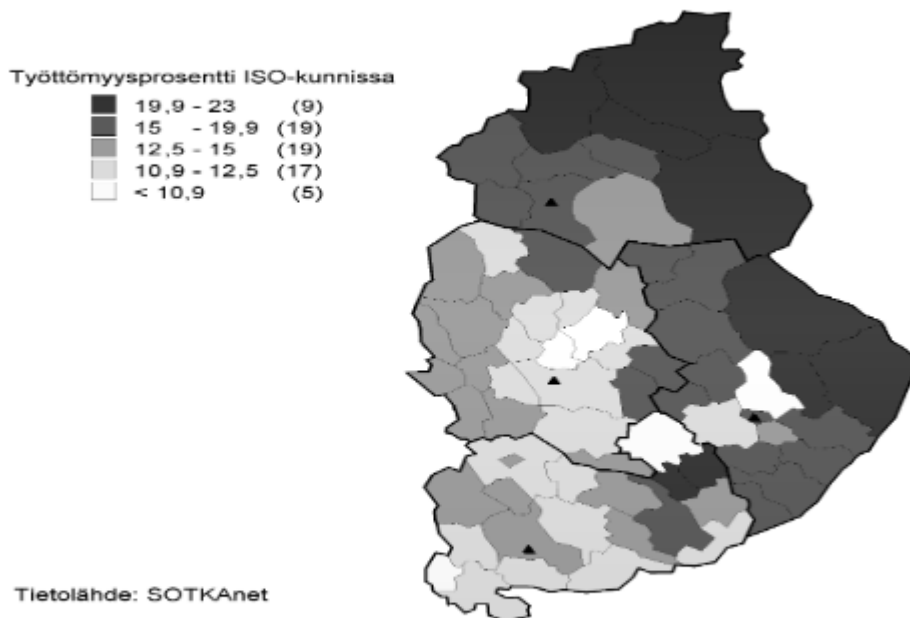 Työttömyysprosentti ISO-kunnissa
19,9 - 23 (9)
15 - 19,9 (19)
12,5 - 15 (19)
10,9 - 12,5 (17)
< 10,9 (5)
Tietolähde: SOTKAnet